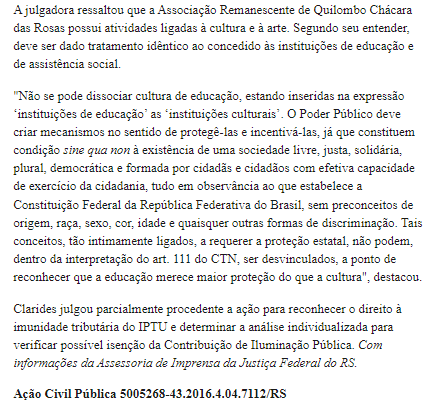 A julgadora ressaltou que a Associação Remanescente de Quilombo Chácara
das Rosas possui atividades ligadas à cultura e à arte. Segundo seu entender,
deve ser dado tratamento idêntico ao concedido às instituições de educação e
de assistência social.
"Não se pode dissociar cultura de educação, estando inseridas na expressão
‘instituições de educação’ as ‘instituições culturais’. O Poder Público deve
criar mecanismos no sentido de protegê-las e incentivá-las, já que constituem
condição sine qua non à existência de uma sociedade livre, justa, solidária,
plural, democrática e formada por cidadãs e cidadãos com efetiva capacidade
de exercício da cidadania, tudo em observância ao que estabelece a
Constituição Federal da República Federativa do Brasil, sem preconceitos de
origem, raça, sexo, cor, idade e quaisquer outras formas de discriminação. Tais
conceitos, tão intimamente ligados, a requerer a proteção estatal, não podem,
dentro da interpretação do art. 111 do CTN, ser desvinculados, a ponto de
reconhecer que a educação merece maior proteção do que a cultura", destacou.
Clarides julgou parcialmente procedente a ação para reconhecer o direito à
imunidade tributária do IPTU e determinar a análise individualizada para
verificar possível isenção da Contribuição de Iluminação Pública. Com
informações da Assessoria de Imprensa da Justiça Federal do RS.
Ação Civil Pública 5005268-43.2016.4.04.7112/RS